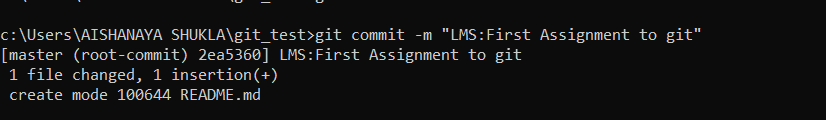 c:\Users\AISHANAYA SHUKLA\git_test>git commit -m "LMS:First Assignment to git"
[master (root-commit) 2ea5360] LMS:First Assignment to git
 1 file changed, 1 insertion(+)
 create mode 100644 README.md